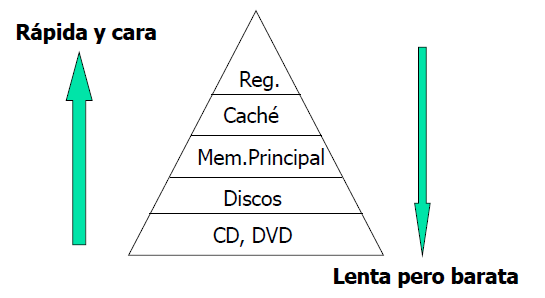 Rápida y cara
Reg.
Caché
Mem.Principal
Discos
CD, DVD
Lenta pero barata